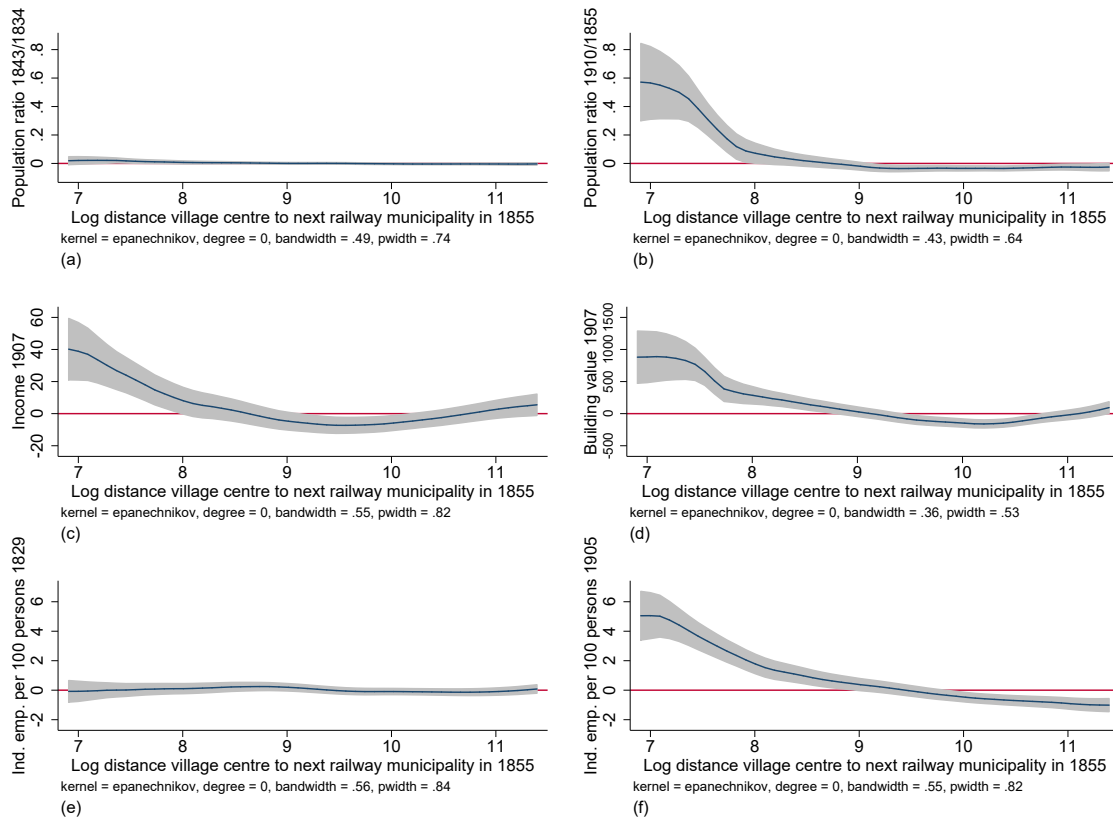 Population ratio 1843/1834
0 .2 .4 .6 .8
7 8 9 10 11
Log distance village centre to next railway municipality in 1855
kernel = epanechnikov, degree = 0, bandwidth = .49, pwidth = .74
(a)
Population ratio 1910/1855
0 .2 .4 .6 .8
7 8 9 10 11
Log distance village centre to next railway municipality in 1855
kernel = epanechnikov, degree = 0, bandwidth = .43, pwidth = .64
(b)
Income 1907
-20 0 20 40 60
7 8 9 10 11
Log distance village centre to next railway municipality in 1855
kernel = epanechnikov, degree = 0, bandwidth = .55, pwidth = .82
(c)
Building value 1907
-500 0 500 1000 1500
7 8 9 10 11
Log distance village centre to next railway municipality in 1855
kernel = epanechnikov, degree = 0, bandwidth = .36, pwidth = .53
(d)
Ind. emp. per 100 persons 1829
-2 0 2 4 6
7 8 9 10 11
Log distance village centre to next railway municipality in 1855
kernel = epanechnikov, degree = 0, bandwidth = .56, pwidth = .84
(e)
Ind. emp. per 100 persons 1905
-2 0 2 4 6
7 8 9 10 11
Log distance village centre to next railway municipality in 1855
kernel = epanechnikov, degree = 0, bandwidth = .55, pwidth = .82
(f)